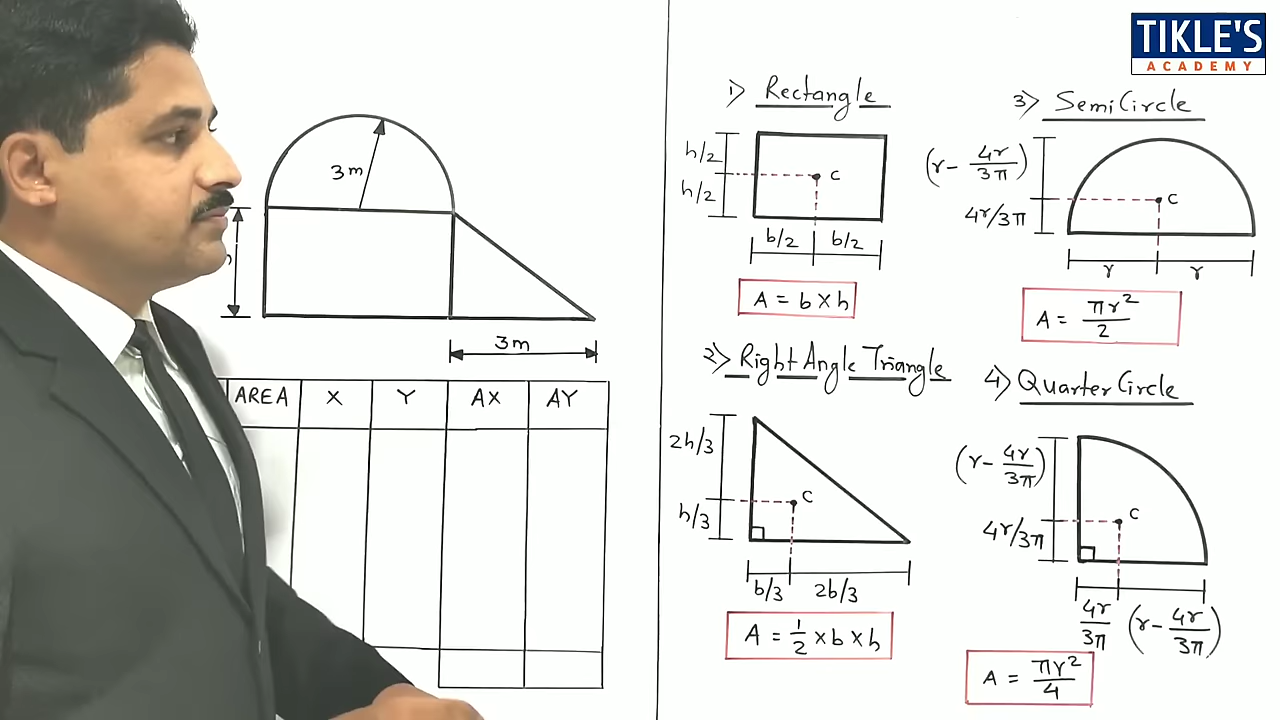 TIKLE'S
ACADEMY
3m
3m
AREA X Y AX AY
1) Rectangle
h/2
h/2
C
b/2 b/2
A = b x h
2) Right Angle Triangle
2h/3
h/3
C
b/3 2b/3
A = 1/2 x b x h
3) SemiCircle
(r - 4r/3π)
4r/3π
C
r r
A = πr²/2
4) Quarter Circle
(r - 4r/3π)
4r/3π
C
4r/3π (r - 4r/3π)
A = πr²/4